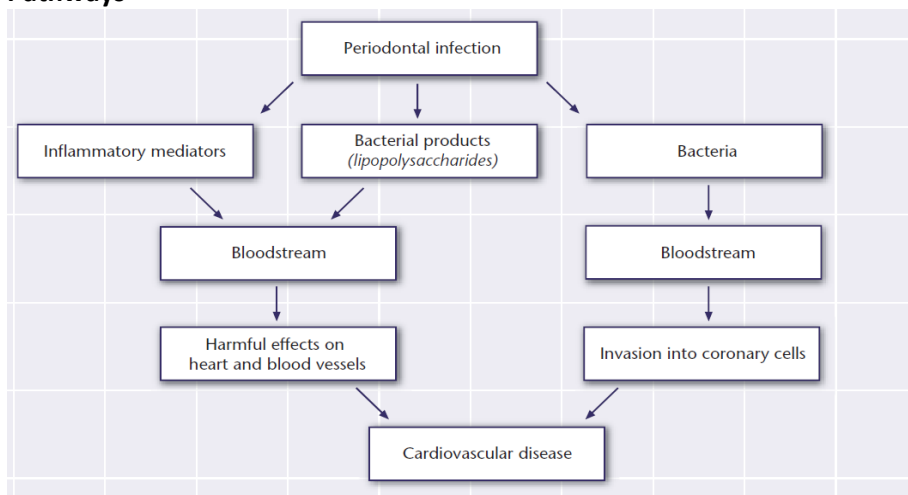 Periodontal infection
Inflammatory mediators
Bacterial products
(lipopolysaccharides)
Bacteria
Bloodstream
Bloodstream
Harmful effects on
heart and blood vessels
Invasion into coronary cells
Cardiovascular disease